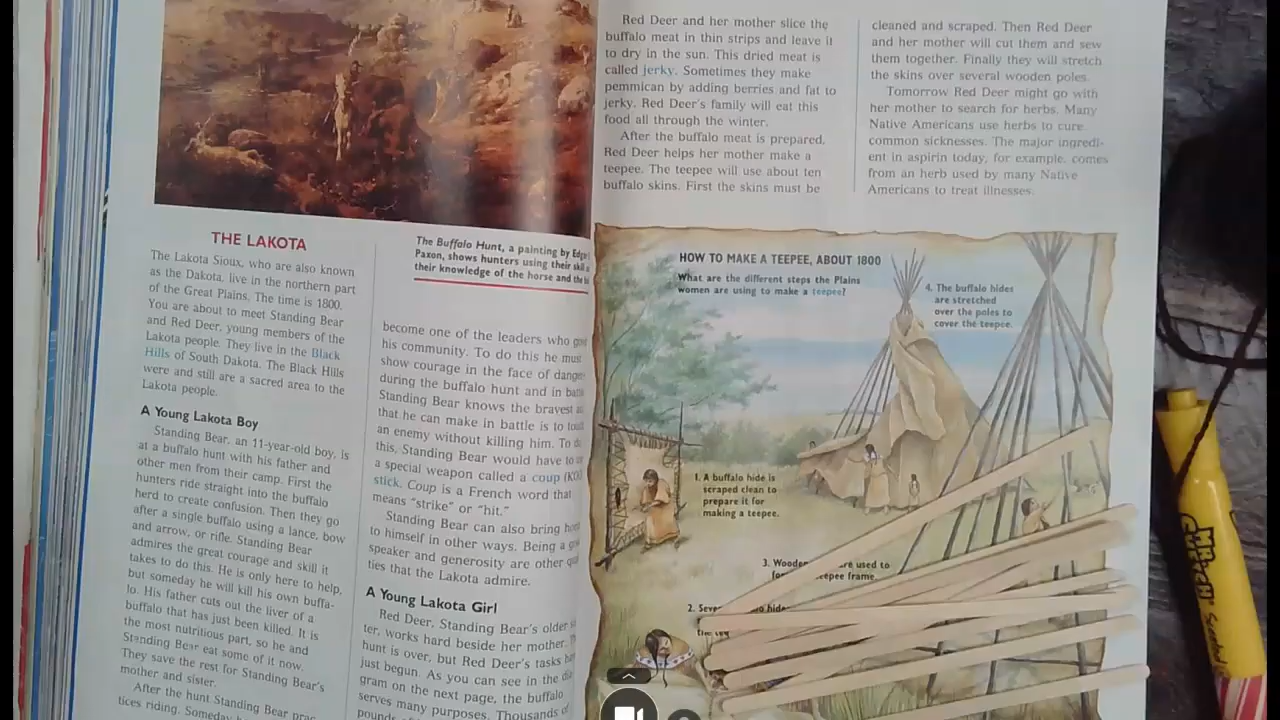 THE LAKOTA
The Lakota Sioux, who are also known
as the Dakota, live in the northern part
of the Great Plains. The time is 1800.
You are about to meet Standing Bear
and Red Deer, young members of the
Lakota people. They live in the Black
Hills of South Dakota. The Black Hills
were and still are a sacred area to the
Lakota people.
A Young Lakota Boy
Standing Bear, an 11-year-old boy, is
at a buffalo hunt with his father and
other men from their camp. First the
hunters ride straight into the buffalo
herd to create confusion. Then they go
after a single buffalo using a lance, bow
and arrow, or rifle. Standing Bear
admires the great courage and skill it
takes to do this. He is only here to help,
but someday he will kill his own buffa-
lo. His father cuts out the liver of a
buffalo that has just been killed. It is
the most nutritious part, so he and
Standing Bear eat some of it now.
They save the rest for Standing Bear's
mother and sister.
After the hunt Standing Bear prac-
tices riding. Someday
The Buffalo Hunt, a painting by
Paxon, shows hunters using their
their knowledge of the horse and the
become one of the leaders who
his community. To do this he must
show courage in the face of
during the buffalo hunt and in
Standing Bear knows the bravest
that he can make in battle is to
an enemy without killing him. To
this, Standing Bear would have to
a special weapon called a coup
stick. Coup is a French word that
means "strike" or "hit."
Standing Bear can also bring
to himself in other ways. Being a
speaker and generosity are other
ties that the Lakota admire.
A Young Lakota Girl
Red Deer, Standing Bear's older
ter, works hard beside her mother.
hunt is over, but Red Deer's tasks
just begun. As you can see in the
gram on the next page, the buffalo
serves many purposes. Thousands of
pounds of
Red Deer and her mother slice the
buffalo meat in thin strips and leave it
to dry in the sun. This dried meat is
called jerky. Sometimes they make
pemmican by adding berries and fat to
jerky. Red Deer's family will eat this
food all through the winter.
After the buffalo meat is prepared,
Red Deer helps her mother make a
teepee. The teepee will use about ten
buffalo skins. First the skins must be
cleaned and scraped. Then Red Deer
and her mother will cut them and sew
them together. Finally they will stretch
the skins over several wooden poles.
Tomorrow Red Deer might go with
her mother to search for herbs. Many
Native Americans use herbs to cure
common sicknesses. The major ingredi-
ent in aspirin today, for example, comes
from an herb used by many Native
Americans to treat illnesses.
HOW TO MAKE A TEEPEE, ABOUT 1800
What are the different steps the Plains
women are using to make a teepee?
4. The buffalo hides
are stretched
over the poles to
cover the teepee.
1. A buffalo hide is
scraped clean to
prepare it for
making a teepee.
3. are used to
frame.
2.
the
MR. SKETCH
Scented